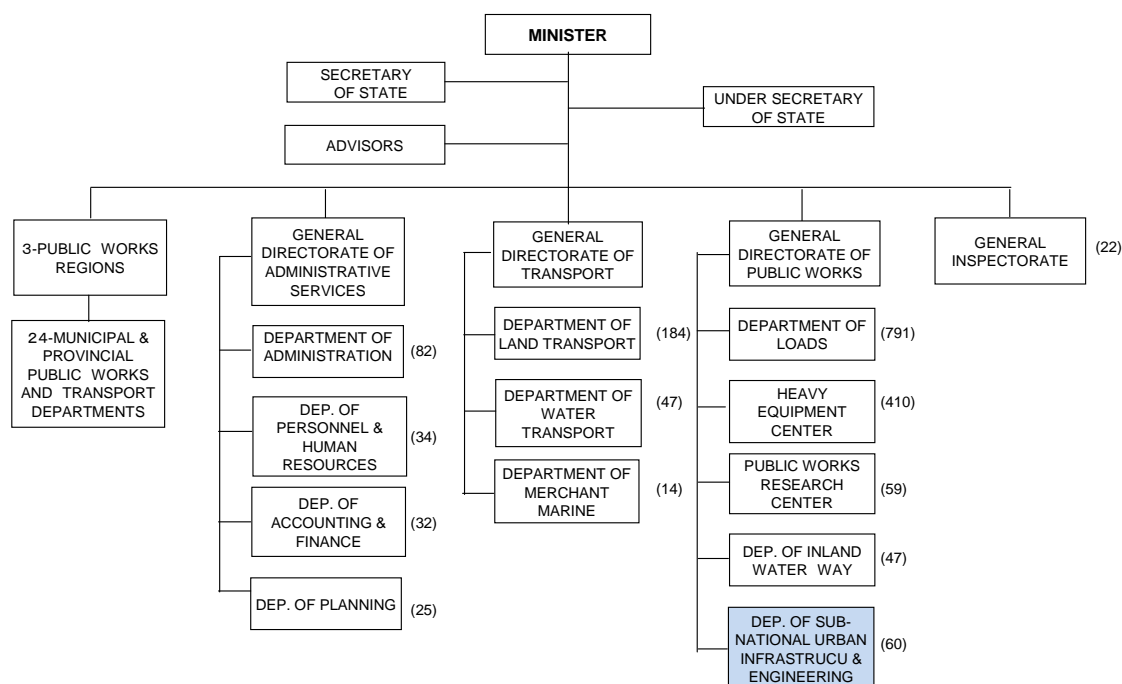 MINISTER
SECRETARY
OF STATE
UNDER SECRETARY
OF STATE
ADVISORS
3-PUBLIC WORKS
REGIONS
24-MUNICIPAL &
PROVINCIAL
PUBLIC WORKS
AND TRANSPORT
DEPARTMENTS
GENERAL
DIRECTORATE OF
ADMINISTRATIVE
SERVICES
DEPARTMENT OF
ADMINISTRATION
(82)
DEP. OF
PERSONNEL &
HUMAN
RESOURCES
(34)
DEP. OF
ACCOUNTING &
FINANCE
(32)
DEP. OF PLANNING
(25)
GENERAL
DIRECTORATE OF
TRANSPORT
DEPARTMENT OF
LAND TRANSPORT
(184)
DEPARTMENT OF
WATER
TRANSPORT
(47)
DEPARTMENT OF
MERCHANT
MARINE
(14)
GENERAL
DIRECTORATE OF
PUBLIC WORKS
DEPARTMENT OF
LOADS
(791)
HEAVY
EQUIPMENT
CENTER
(410)
PUBLIC WORKS
RESEARCH
CENTER
(59)
DEP. OF INLAND
WATER WAY
(47)
DEP. OF SUB-
NATIONAL URBAN
INFRASTRUCU &
ENGINEERING
(60)
GENERAL
INSPECTORATE
(22)